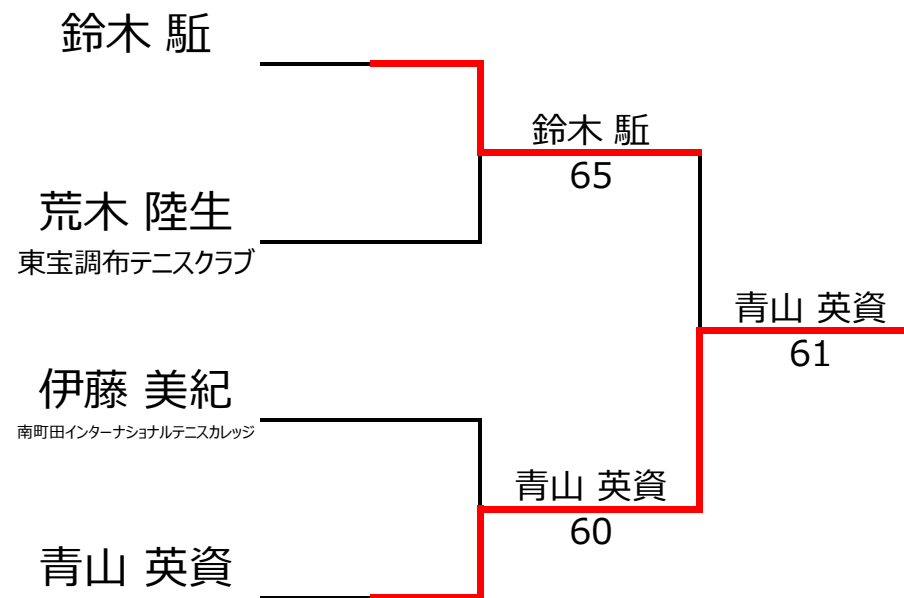 鈴木 駈
鈴木 駈
65
荒木 陸生
東宝調布テニスクラブ
青山 英資
61
伊藤 美紀
南町田インターナショナルテニスカレッジ
青山 英資
60
青山 英資